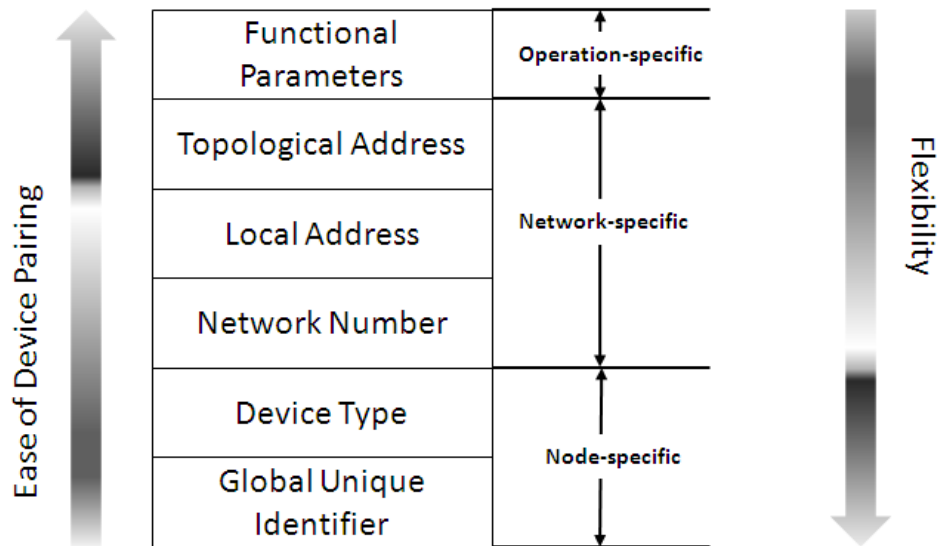 Functional
Parameters
Operation-specific
Topological Address
Local Address
Network-specific
Network Number
Device Type
Node-specific
Global Unique
Identifier
Ease of Device Pairing
Flexibility